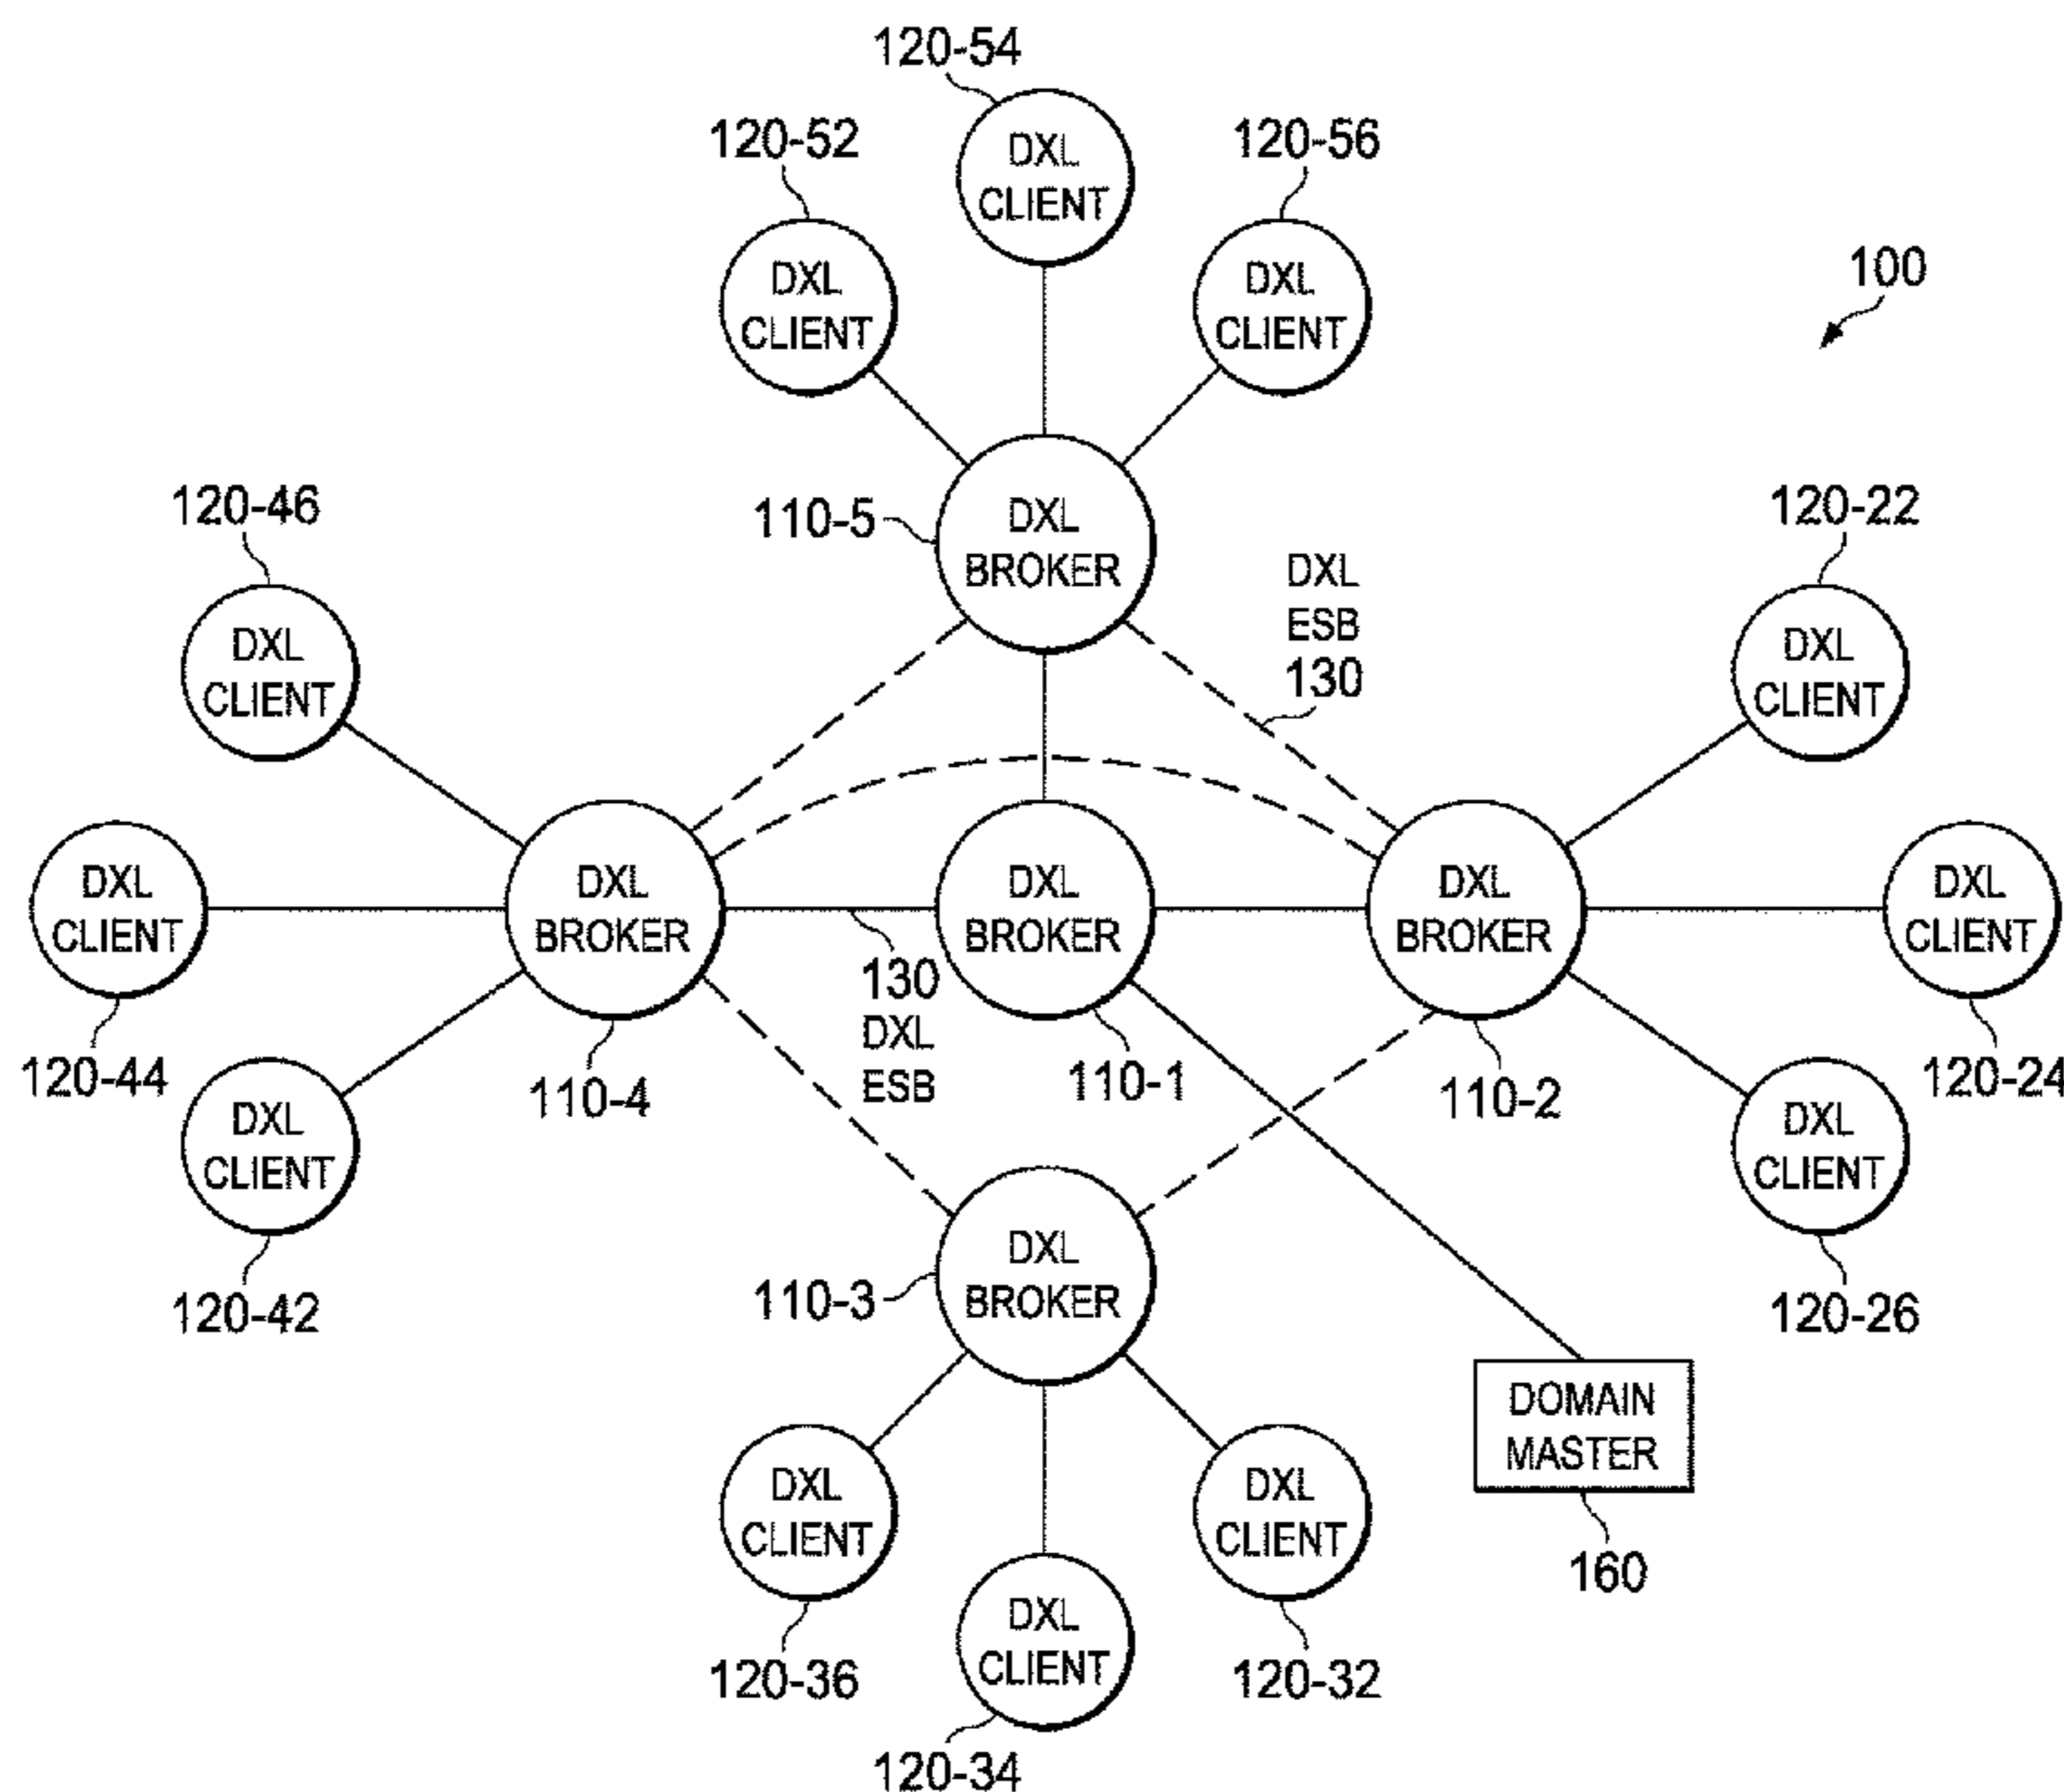 120-54
120-52
DXL
CLIENT
120-56
DXL
CLIENT
DXL
CLIENT
100
120-46
110-5
DXL
BROKER
120-22
DXL
ESB
130
DXL
CLIENT
DXL
CLIENT
DXL
CLIENT
DXL
BROKER
DXL
BROKER
DXL
BROKER
DXL
CLIENT
130
DXL
ESB
120-44
110-4
110-1
110-2
120-24
DXL
CLIENT
DXL
CLIENT
120-42
110-3
DXL
BROKER
120-26
DOMAIN
MASTER
160
DXL
CLIENT
DXL
CLIENT
120-36
DXL
CLIENT
120-32
120-34